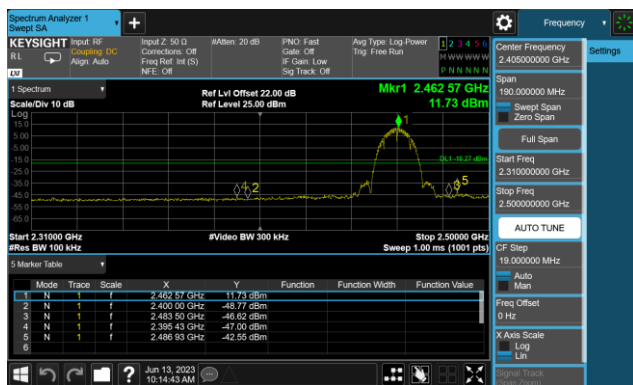 Spectrum Analyzer 1
Swept SA
Frequency
Settings
KEYSIGHT
R L
LXI
Input: RF
Coupling: DC
Align: Auto
Input Z: 50 Ω
Corrections: Off
Freq Ref: Int (S)
NFE: Off
#Atten: 20 dB
PNO: Fast
Gate: Off
IF Gain: Low
Sig Track: Off
Avg Type: Log-Power
Trig: Free Run
1 2 3 4 5 6
M W W W W W
P N N N N N
1 Spectrum
Scale/Div 10 dB
Ref Lvl Offset 22.00 dB
Ref Level 25.00 dBm
Mkr1 2.462 57 GHz
11.73 dBm
Log
15.0
5.00
-5.00
-15.0
-25.0
-35.0
-45.0
-55.0
-65.0
1
DL1 -18.27 dBm
2
5
Start 2.31000 GHz
#Res BW 100 kHz
#Video BW 300 kHz
Stop 2.50000 GHz
Sweep 1.00 ms (1001 pts)
5 Marker Table
Mode Trace Scale X Y Function Function Width Function Value
1 N 1 f 2.462 57 GHz 11.73 dBm
2 N 1 f 2.400 00 GHz -48.77 dBm
3 N 1 f 2.483 50 GHz -46.62 dBm
4 N 1 f 2.395 43 GHz -47.00 dBm
5 N 1 f 2.486 93 GHz -42.55 dBm
6
Jun 13, 2023
10:14:43 AM
Center Frequency
2.405000000 GHz
Span
190.000000 MHz
Swept Span
Zero Span
Full Span
Start Freq
2.310000000 GHz
Stop Freq
2.500000000 GHz
AUTO TUNE
CF Step
19.000000 MHz
Auto
Man
Freq Offset
0 Hz
X Axis Scale
Log
Lin
Signal Track
(Span Zoom)